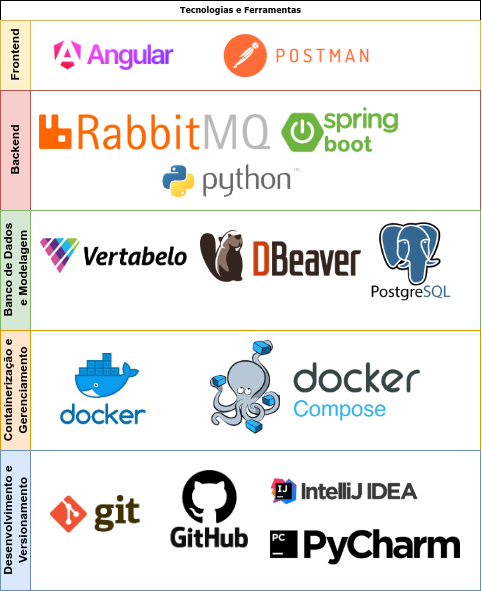 Tecnologias e Ferramentas
Frontend
Angular
POSTMAN
Backend
RabbitMQ
spring
boot
python™
Banco de Dados
e Modelagem
Vertabelo
DBeaver
PostgreSQL
Containerização e
Gerenciamento
docker
docker
Compose
Desenvolvimento e
Versionamento
git
GitHub
IJ
IntelliJ IDEA
PC
PyCharm